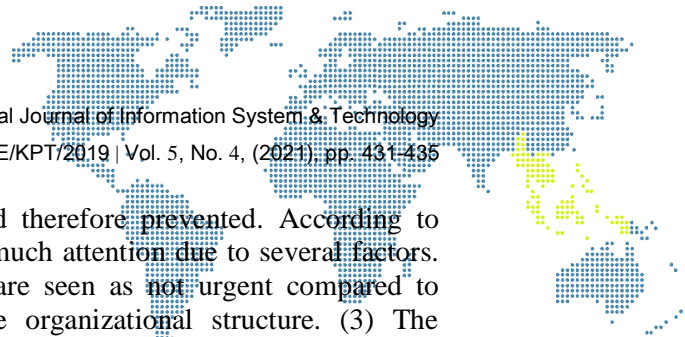 al Journal of Information System & Technology
E/KPT/2019 | Vol. 5, No. 4, (2021), pp. 431-435
d therefore prevented. According to
much attention due to several factors.
are seen as not urgent compared to
e organizational structure. (3) The